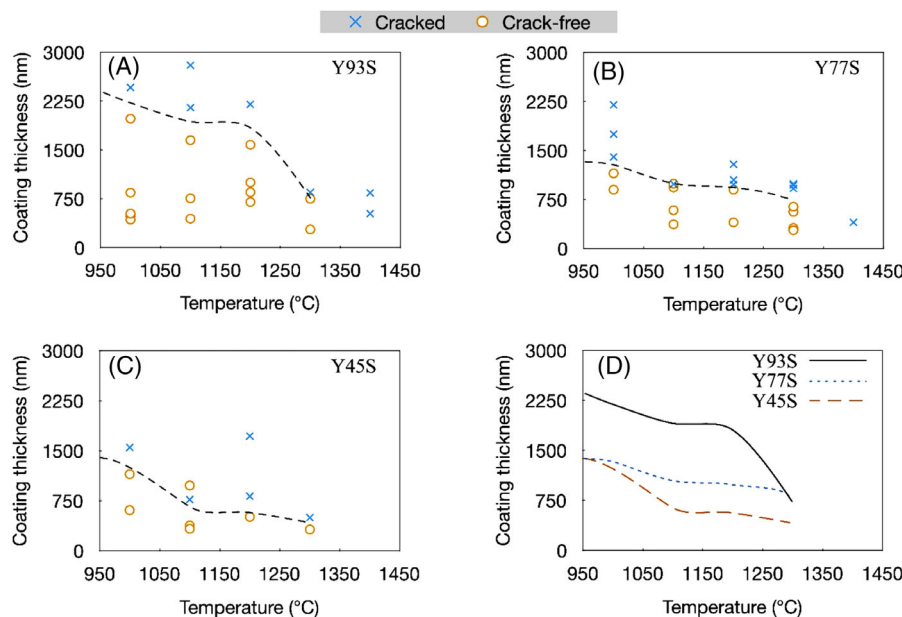 Cracked Crack-free
(A) Y93S
Coating thickness (nm)
3000
2250
1500
750
0
950 1050 1150 1250 1350 1450
Temperature (°C)
(B) Y77S
Coating thickness (nm)
3000
2250
1500
750
0
950 1050 1150 1250 1350 1450
Temperature (°C)
(C) Y45S
Coating thickness (nm)
3000
2250
1500
750
0
950 1050 1150 1250 1350 1450
Temperature (°C)
(D) Y93S
Y77S
Y45S
Coating thickness (nm)
3000
2250
1500
750
0
950 1050 1150 1250 1350 1450
Temperature (°C)